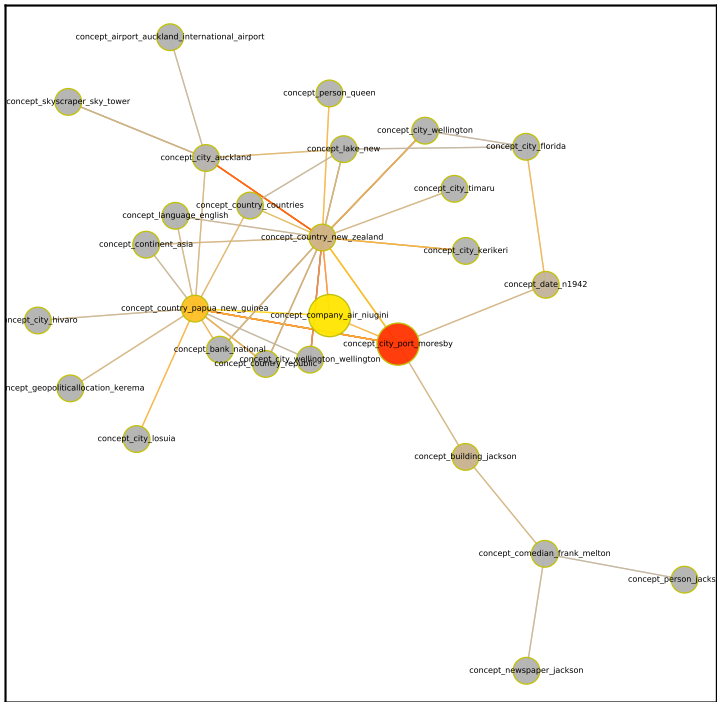 concept_airport_auckland_international_airport
concept_person_queen
concept_skyscraper_sky_tower
concept_city_wellington
concept_city_florida
concept_lake_new
concept_city_auckland
concept_city_timaru
concept_country_countries
concept_language_english
concept_country_new_zealand
concept_continent_asia
concept_city_kerikeri
concept_date_n1942
concept_country_papua_new_guinea
concept_company_air_niugini
ncept_city_hivaro
concept_city_port_moresby
concept_bank_national
concept_city_wellington_wellington
concept_country_republic
ncept_geopoliticallocation_kerema
concept_city_losuia
concept_building_jackson
concept_comedian_frank_melton
concept_person_jacks
concept_newspaper_jackson